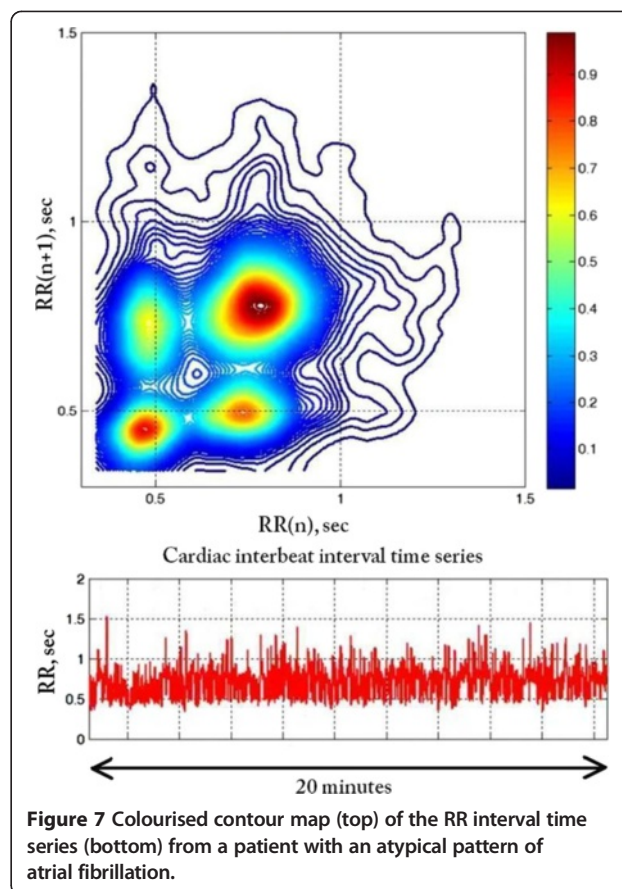 1.5
1
0.5
RR(n+1), sec
0.5
1
1.5
RR(n), sec
0.9
0.8
0.7
0.6
0.5
0.4
0.3
0.2
0.1
Cardiac interbeat interval time series
2
1.5
1
0.5
0
RR, sec
20 minutes
Figure 7 Colourised contour map (top) of the RR interval time
series (bottom) from a patient with an atypical pattern of
atrial fibrillation.